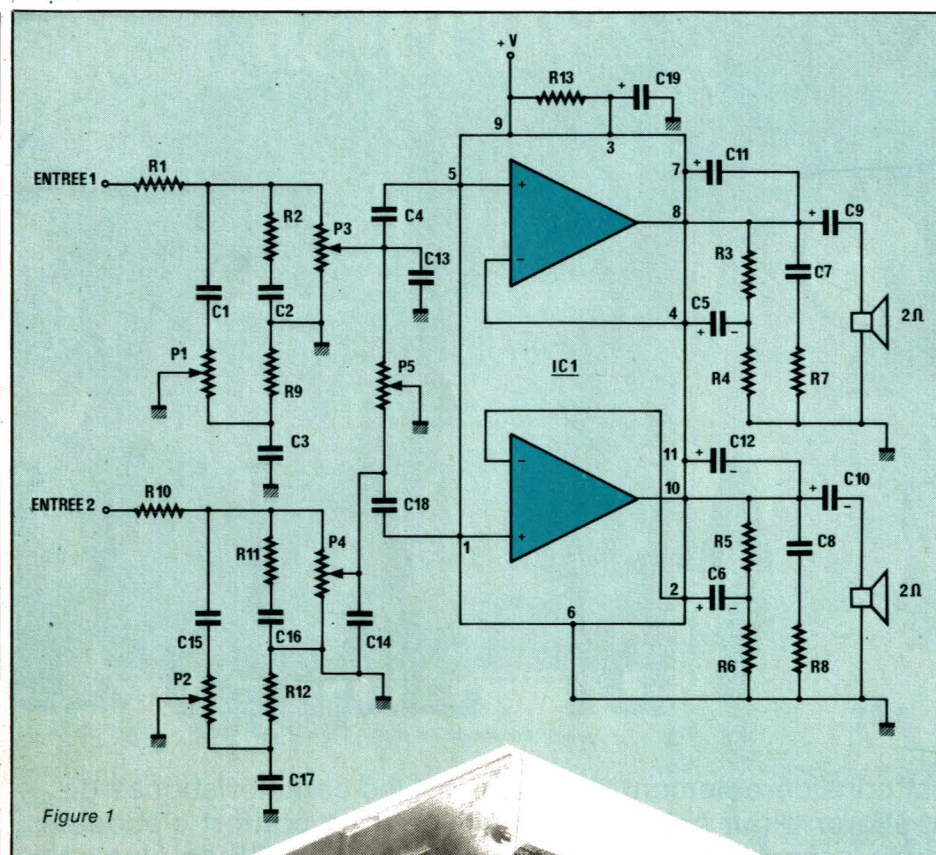 + V
R13
+
C19
9
3
ENTREE 1
R1
5
7
+
C11
C4
+
8
+
C9
R2
P3
R3
C13
C7
2Ω
C1
C2
−
4
C5
+
−
P1
R9
P5
IC1
R4
R7
C3
C12
11
+
−
C10
+
−
ENTREE 2
R10
−
10
C18
R11
P4
R5
C8
1
+
C6
2
+
−
2Ω
C15
C16
C14
6
R6
R8
P2
R12
C17
Figure 1